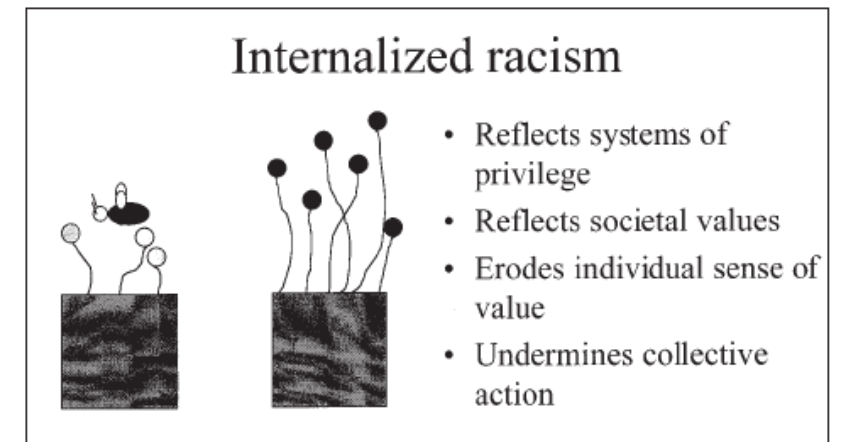 Internalized racism
• Reflects systems of
privilege
• Reflects societal values
• Erodes individual sense of
value
• Undermines collective
action